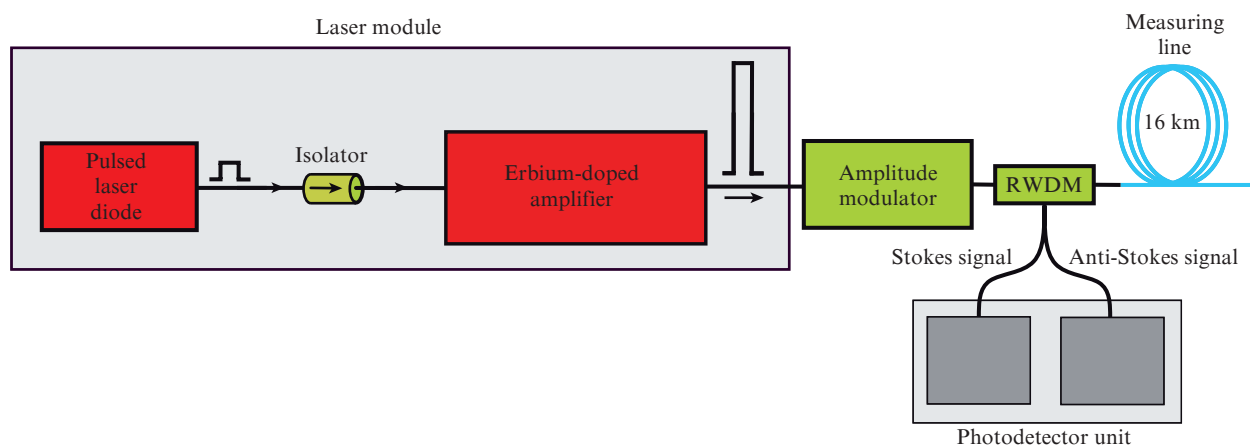 Laser module
Measuring
line
16 km
Isolator
Pulsed
laser
diode
Erbium-doped
amplifier
Amplitude
modulator
RWDM
Stokes signal
Anti-Stokes signal
Photodetector unit